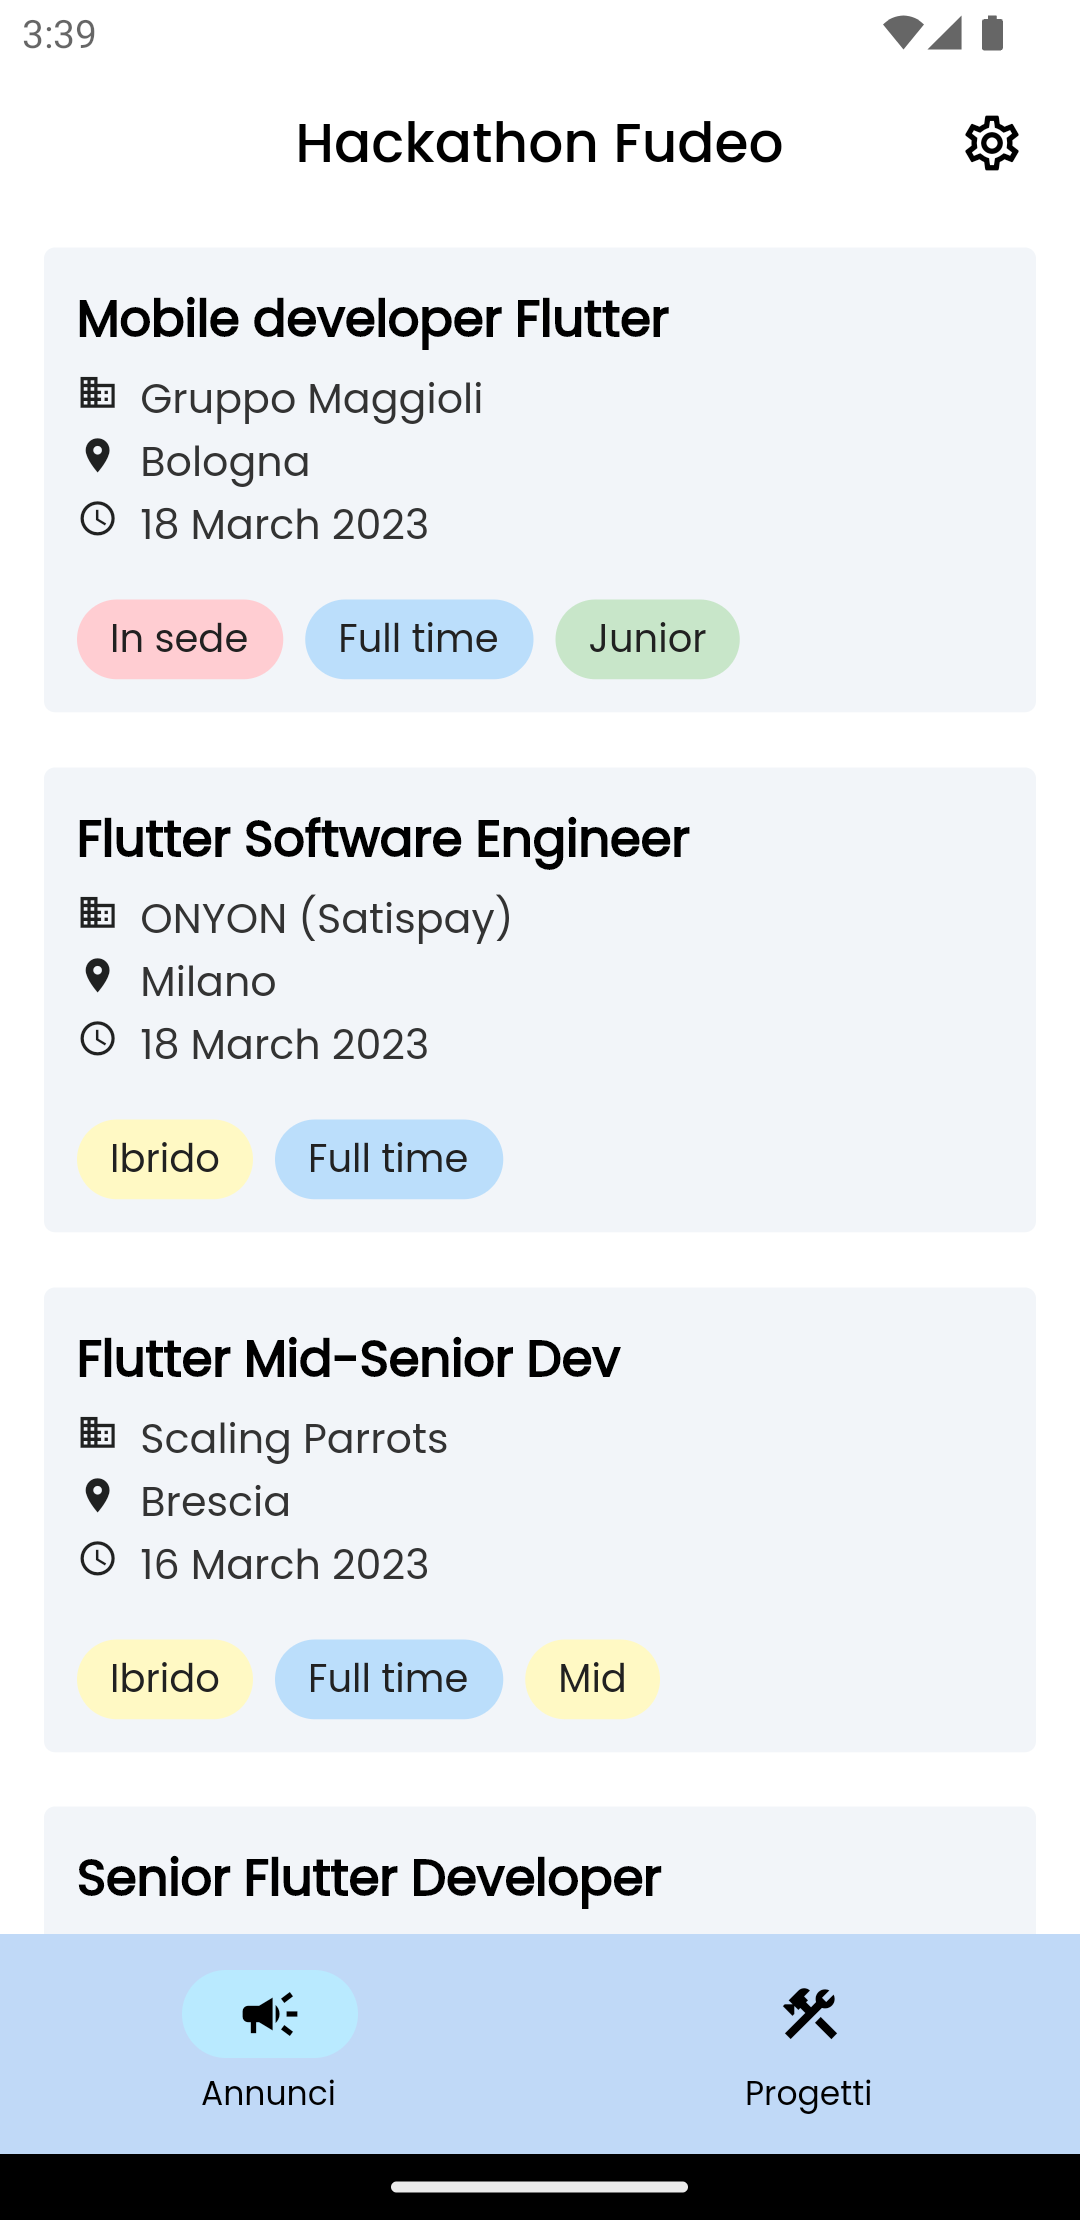 3:39
Hackathon Fudeo
Mobile developer Flutter
Gruppo Maggioli
Bologna
18 March 2023
In sede Full time Junior
Flutter Software Engineer
ONYON (Satispay)
Milano
18 March 2023
Ibrido Full time
Flutter Mid-Senior Dev
Scaling Parrots
Brescia
16 March 2023
Ibrido Full time Mid
Senior Flutter Developer
Annunci Progetti